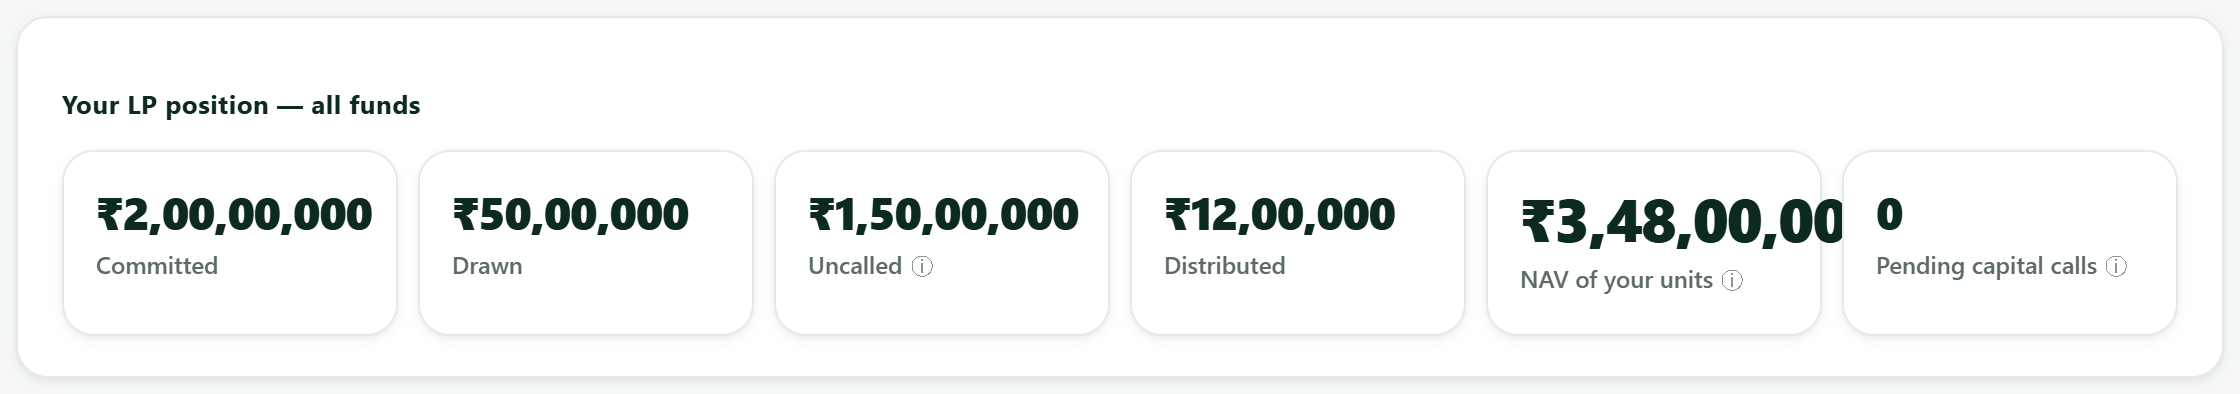 Your LP position — all funds
₹2,00,00,000
Committed
₹50,00,000
Drawn
₹1,50,00,000
Uncalled ⓘ
₹12,00,000
Distributed
₹3,48,00,00
NAV of your units ⓘ
0
Pending capital calls ⓘ